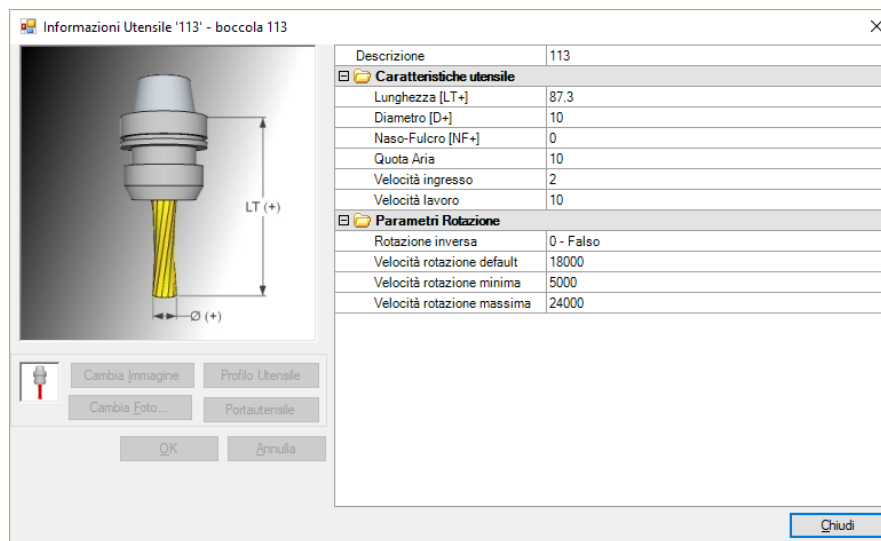 Informazioni Utensile '113' - boccola 113
LT (+)
Ø (+)
Cambia Immagine Profilo Utensile
Cambia Foto... Portautensile
OK Annulla
Descrizione 113
Caratteristiche utensile
Lunghezza [LT+] 87.3
Diametro [D+] 10
Naso-Fulcro [NF+] 0
Quota Aria 10
Velocità ingresso 2
Velocità lavoro 10
Parametri Rotazione
Rotazione inversa 0 - Falso
Velocità rotazione default 18000
Velocità rotazione minima 5000
Velocità rotazione massima 24000
Chiudi